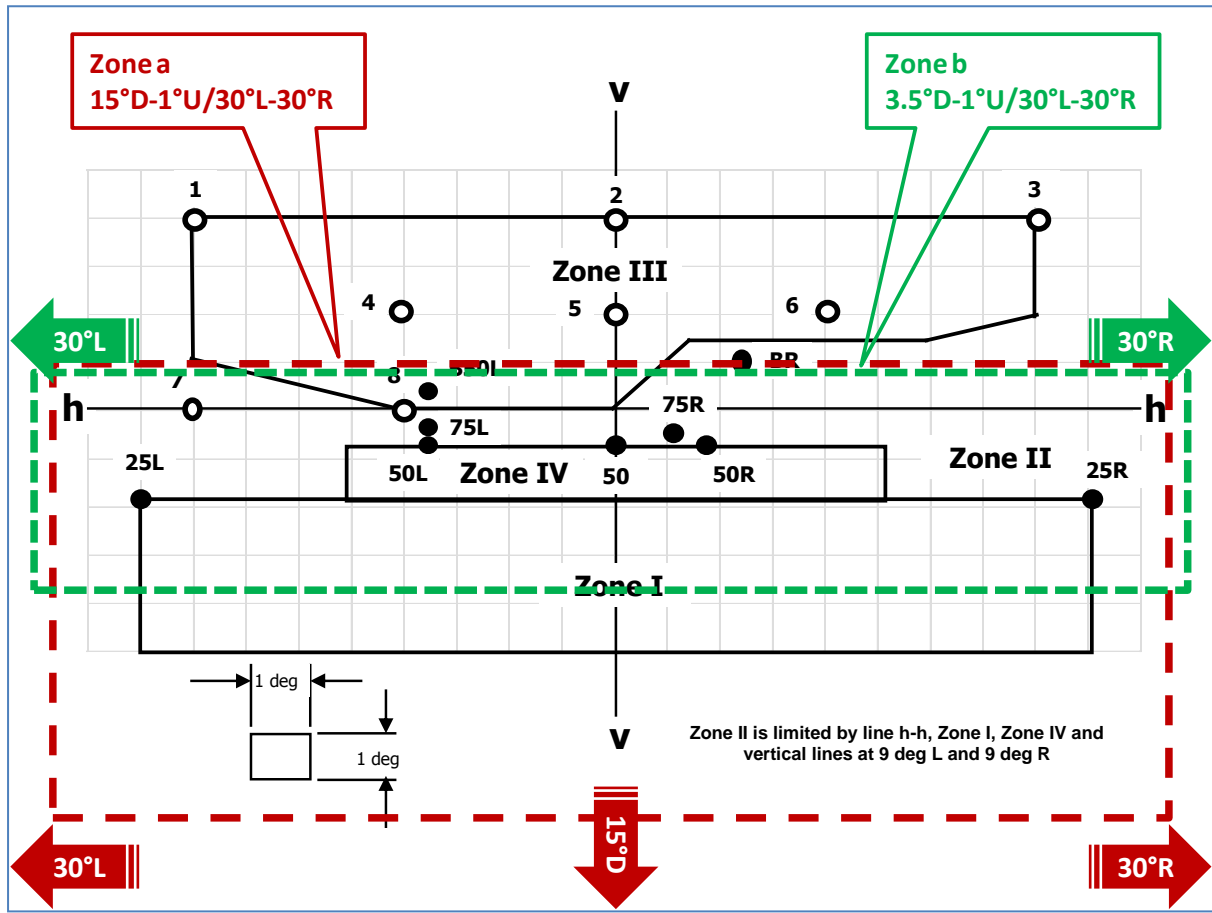 Zone a
15°D-1°U/30°L-30°R
Zone b
3.5°D-1°U/30°L-30°R
v
1
2
3
Zone III
4
5
6
30°L
30°R
BR
7
8
h
h
75R
75L
25L
50L
Zone IV
50
50R
Zone II
25R
Zone I
1 deg
1 deg
v
Zone II is limited by line h-h, Zone I, Zone IV and
vertical lines at 9 deg L and 9 deg R
15°D
30°L
30°R